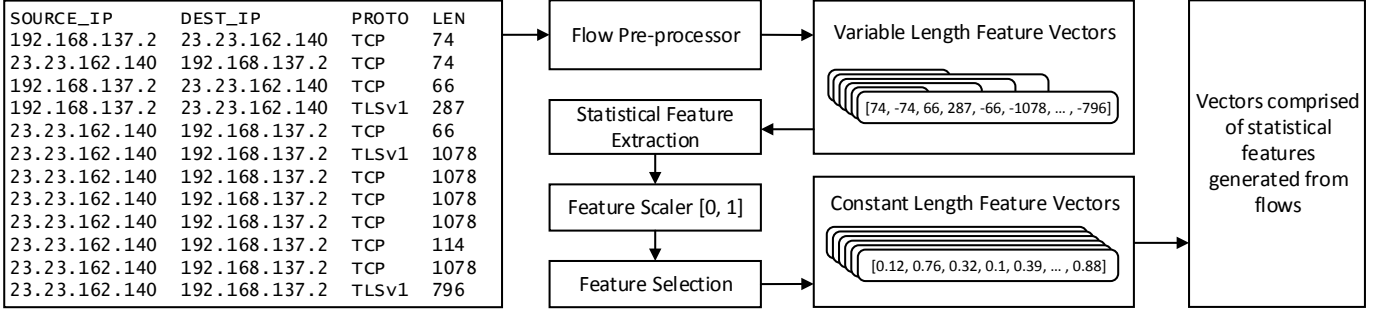 SOURCE_IP DEST_IP PROTO LEN
192.168.137.2 23.23.162.140 TCP 74
23.23.162.140 192.168.137.2 TCP 74
192.168.137.2 23.23.162.140 TCP 66
192.168.137.2 23.23.162.140 TLSv1 287
23.23.162.140 192.168.137.2 TCP 66
23.23.162.140 192.168.137.2 TLSv1 1078
23.23.162.140 192.168.137.2 TCP 1078
23.23.162.140 192.168.137.2 TCP 1078
23.23.162.140 192.168.137.2 TCP 1078
23.23.162.140 192.168.137.2 TCP 114
23.23.162.140 192.168.137.2 TCP 1078
23.23.162.140 192.168.137.2 TLSv1 796
Flow Pre-processor
Variable Length Feature Vectors
[74, -74, 66, 287, -66, -1078, ... , -796]
Statistical Feature
Extraction
Feature Scaler [0, 1]
Feature Selection
Constant Length Feature Vectors
[0.12, 0.76, 0.32, 0.1, 0.39, ... , 0.88]
Vectors comprised
of statistical
features
generated from
flows